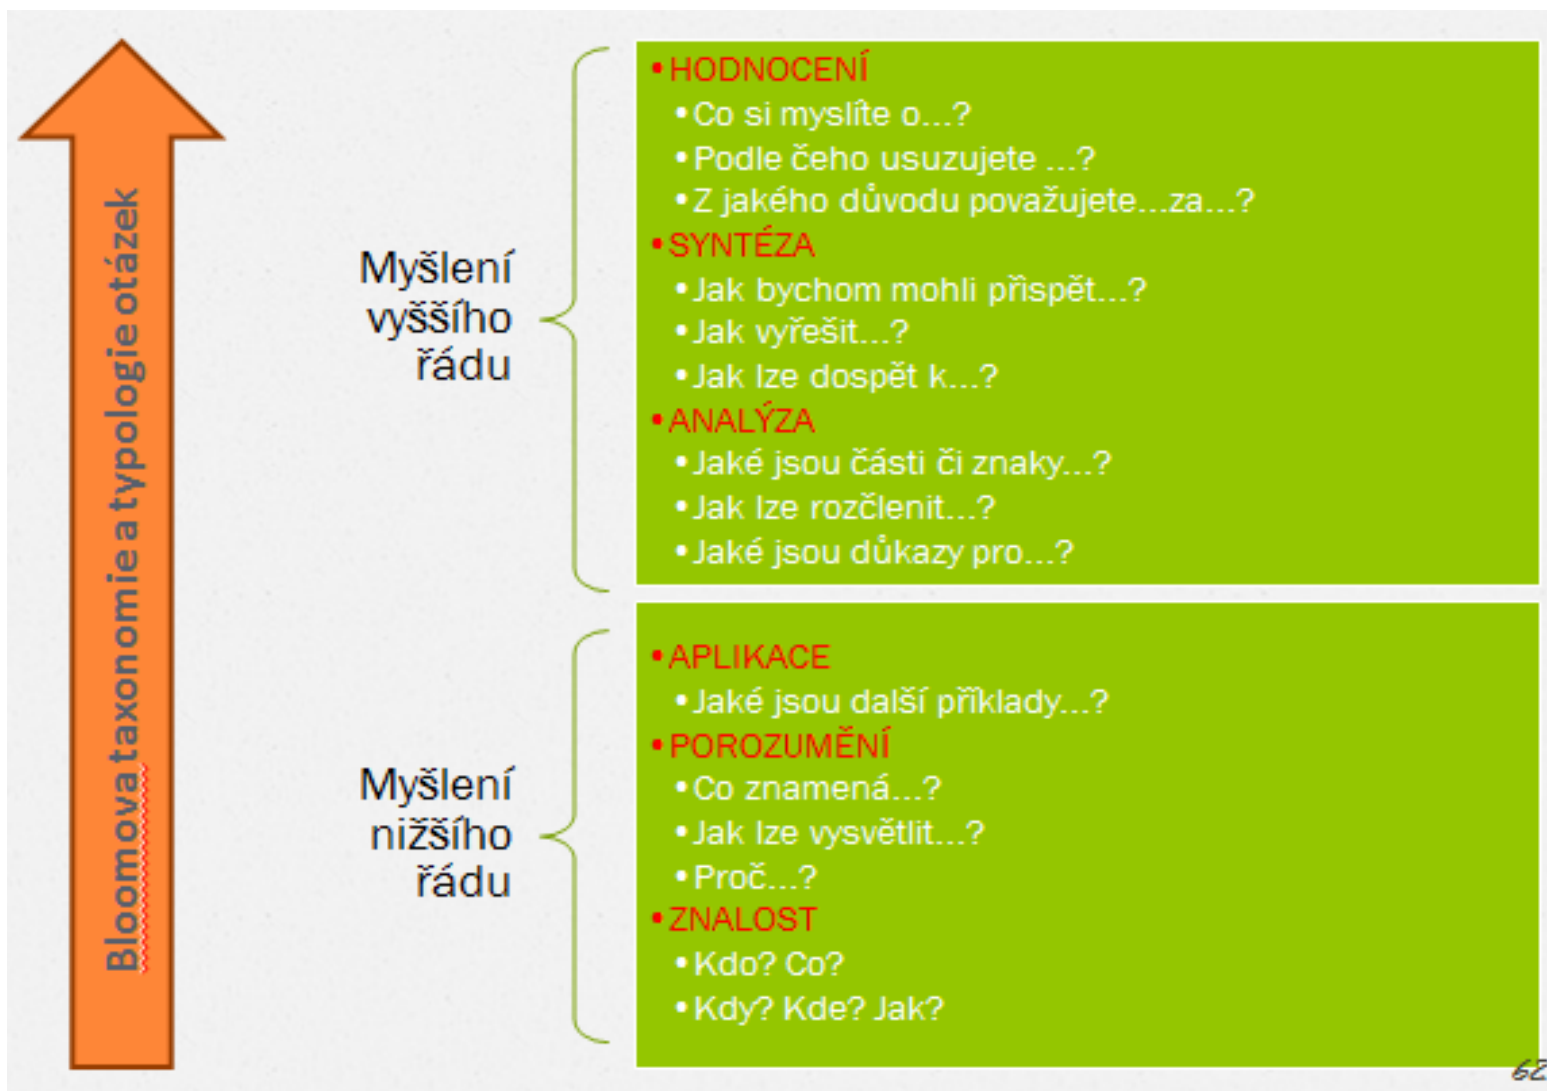 Bloomova taxonomie a typologie otázek
Myšlení
vyššího
řádu
•HODNOCENÍ
•Co si myslíte o...?
•Podle čeho usuzujete ...?
•Z jakého důvodu považujete...za...?
•SYNTÉZA
•Jak bychom mohli přispět...?
•Jak vyřešit...?
•Jak lze dospět k...?
•ANALÝZA
•Jaké jsou části či znaky...?
•Jak lze rozčlenit...?
•Jaké jsou důkazy pro...?
Myšlení
nižšího
řádu
•APLIKACE
•Jaké jsou další příklady...?
•POROZUMĚNÍ
•Co znamená...?
•Jak lze vysvětlit...?
•Proč...?
•ZNALOST
•Kdo? Co?
•Kdy? Kde? Jak?
62